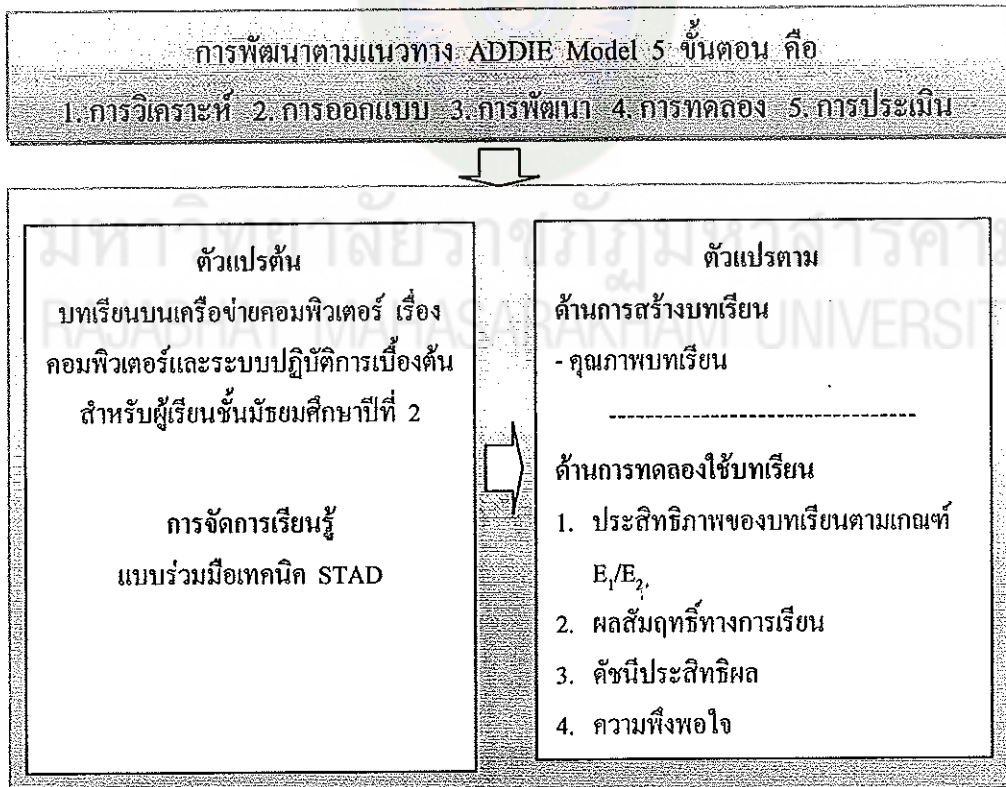 การพัฒนาตามแนวทาง ADDIE Model 5 ขั้นตอน คือ
1. การวิเคราะห์ 2. การออกแบบ 3. การพัฒนา 4. การทดลอง 5. การประเมิน
มหาวิทยาลัยราชภัฏมหาสารคาม
RAJABHAT MAHASARAKHAM UNIVERSIT
ตัวแปรต้น
บทเรียนบนเครือข่ายคอมพิวเตอร์ เรื่อง
คอมพิวเตอร์และระบบปฏิบัติการเบื้องต้น
สำหรับผู้เรียนชั้นมัธยมศึกษาปีที่ 2
การจัดการเรียนรู้
แบบร่วมมือเทคนิค STAD
ตัวแปรตาม
ด้านการสร้างบทเรียน
- คุณภาพบทเรียน
ด้านการทดลองใช้บทเรียน
1. ประสิทธิภาพของบทเรียนตามเกณฑ์
E₁/E₂,
2. ผลสัมฤทธิ์ทางการเรียน
3. ดัชนีประสิทธิผล
4. ความพึงพอใจ